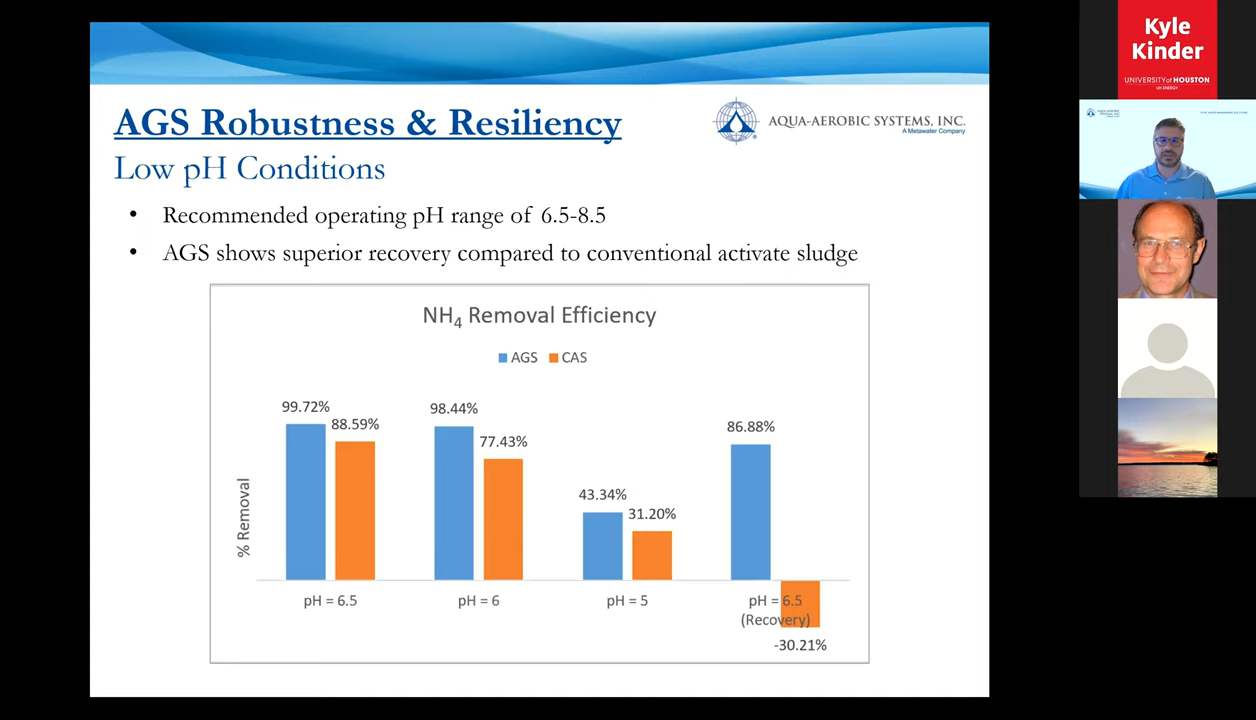 AGS Robustness & Resiliency
Low pH Conditions
AQUA-AEROBIC SYSTEMS, INC.
A Metawater Company
• Recommended operating pH range of 6.5-8.5
• AGS shows superior recovery compared to conventional activate sludge
NH4 Removal Efficiency
AGS CAS
99.72% 88.59% 98.44% 77.43% 43.34% 31.20% 86.88%
% Removal
pH = 6.5 pH = 6 pH = 5 pH = 6.5
(Recovery)
-30.21%
Kyle
Kinder
UNIVERSITY of HOUSTON
UH ENERGY